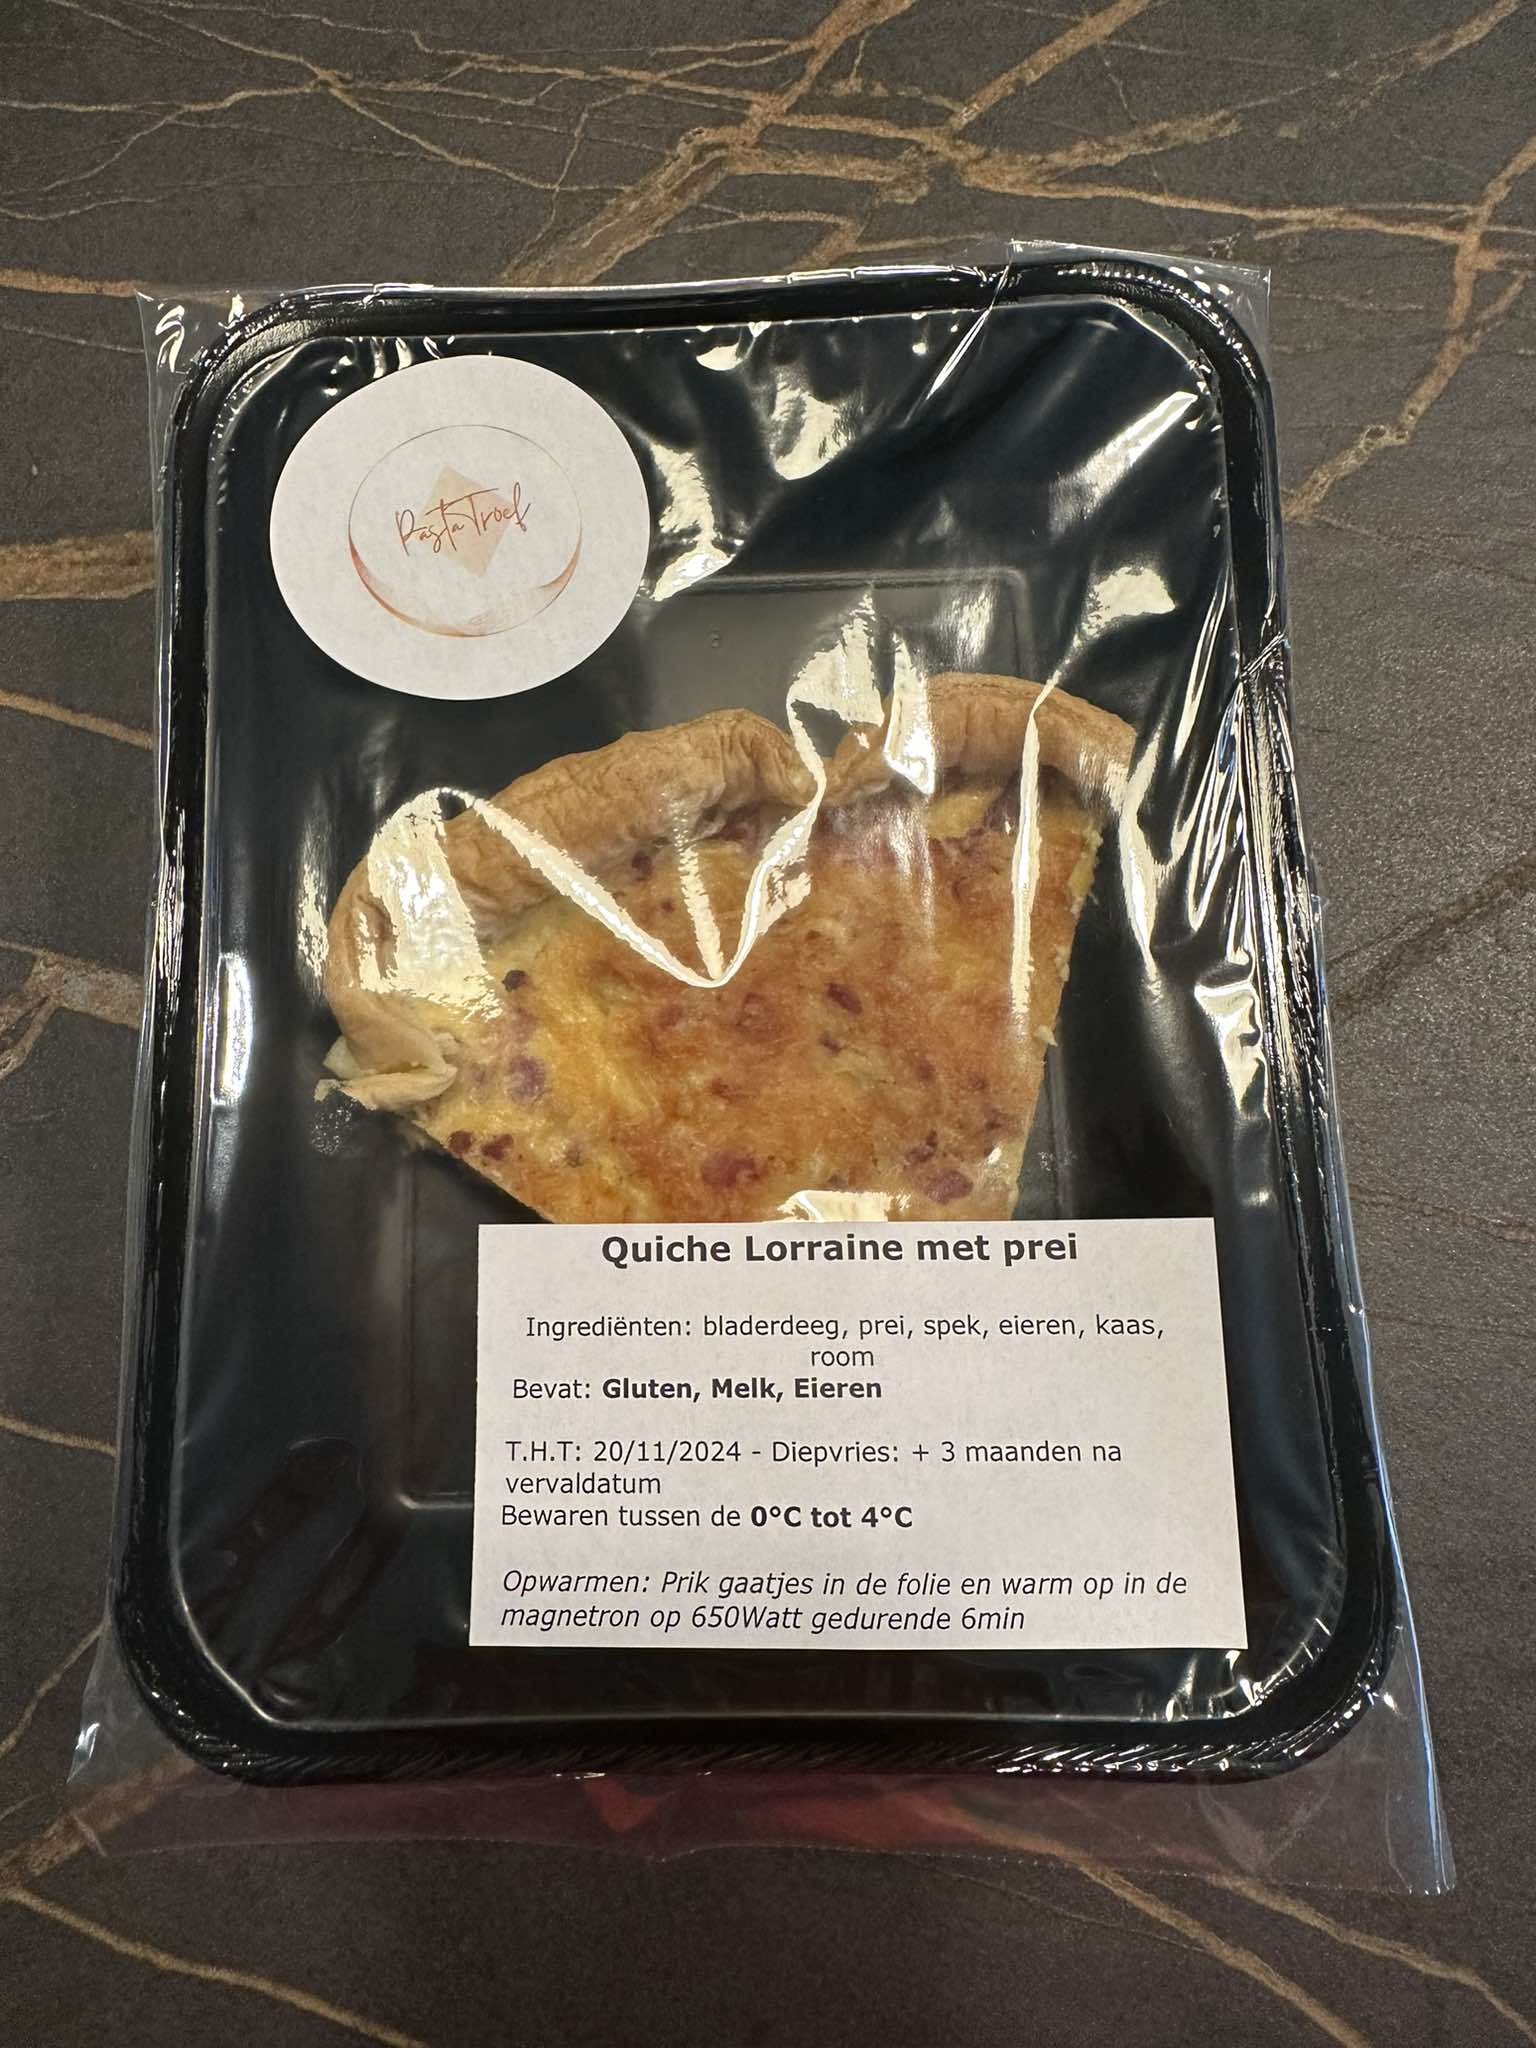 Pasta Troef
Quiche Lorraine met prei
Ingrediënten: bladerdeeg, prei, spek, eieren, kaas,
room
Bevat: Gluten, Melk, Eieren
T.H.T: 20/11/2024 - Diepvries: + 3 maanden na
vervaldatum
Bewaren tussen de 0°C tot 4°C
Opwarmen: Prik gaatjes in de folie en warm op in de
magnetron op 650Watt gedurende 6min